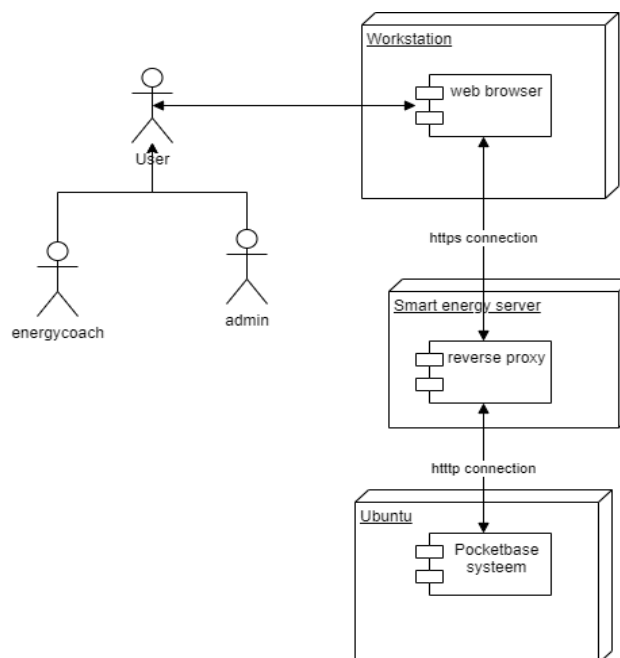 Workstation
web browser
User
https connection
energycoach
admin
Smart energy server
reverse proxy
htttp connection
Ubuntu
Pocketbase
systeem